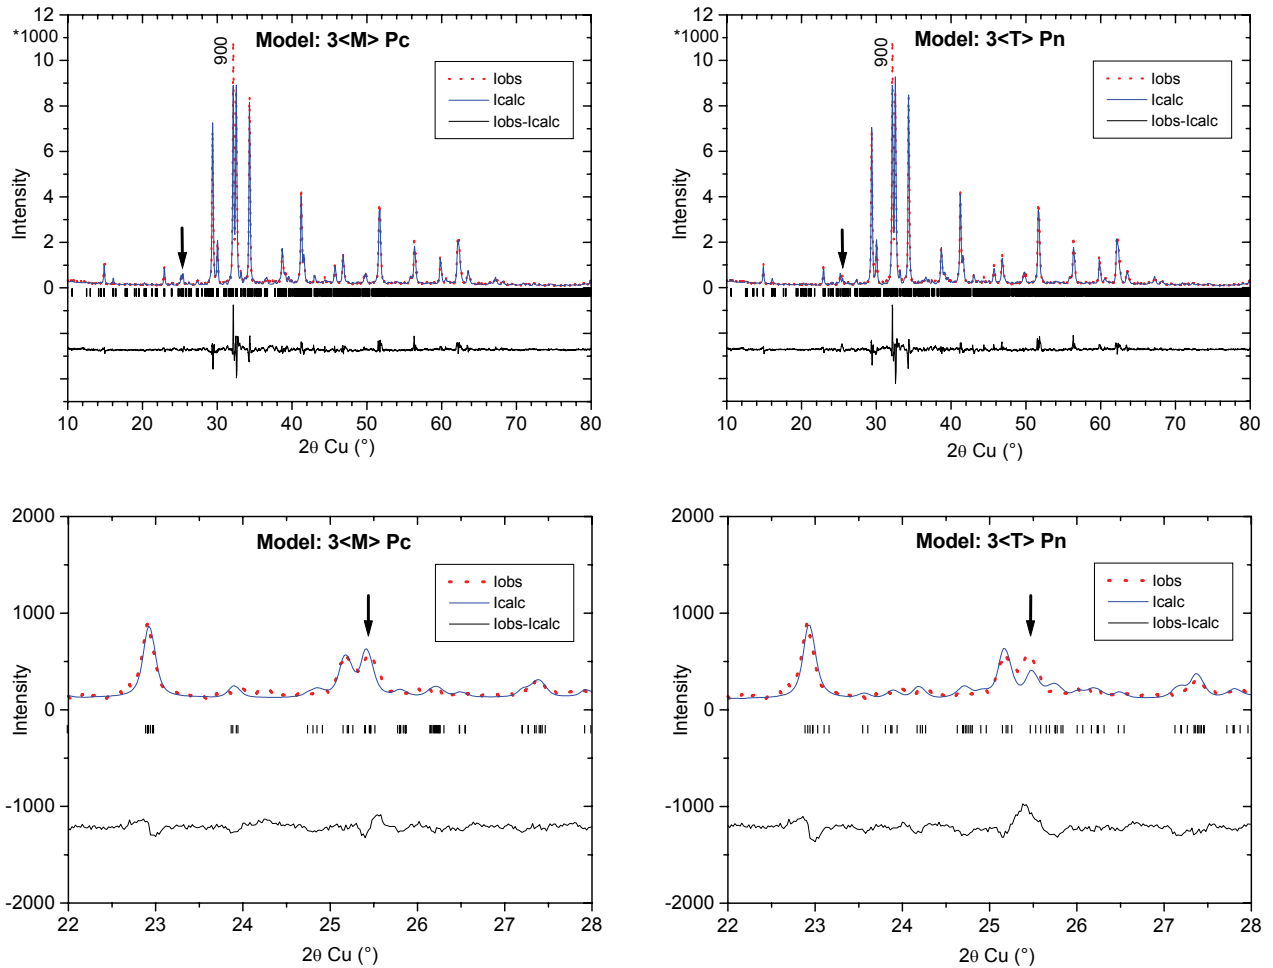 Model: 3<M> Pc
*1000
900
Iobs
Icalc
Iobs-Icalc
Intensity
12
10
8
6
4
2
0
10 20 30 40 50 60 70 80
2θ Cu (°)
Model: 3<T> Pn
*1000
900
Iobs
Icalc
Iobs-Icalc
Intensity
12
10
8
6
4
2
0
10 20 30 40 50 60 70 80
2θ Cu (°)
Model: 3<M> Pc
Iobs
Icalc
Iobs-Icalc
Intensity
2000
1000
0
-1000
-2000
22 23 24 25 26 27 28
2θ Cu (°)
Model: 3<T> Pn
Iobs
Icalc
Iobs-Icalc
Intensity
2000
1000
0
-1000
-2000
22 23 24 25 26 27 28
2θ Cu (°)